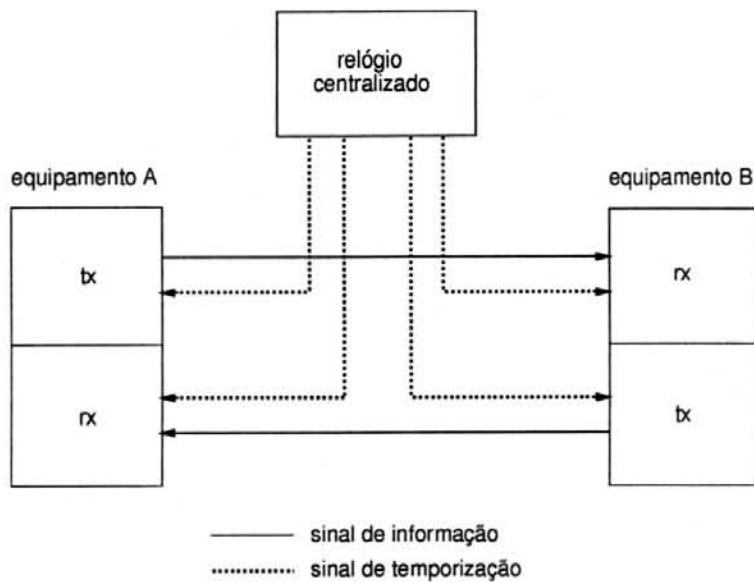 relógio
centralizado
equipamento A
equipamento B
tx
rx
rx
tx
sinal de informação
sinal de temporização